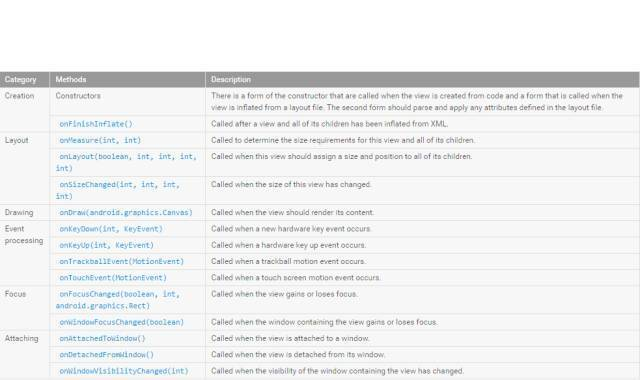 Category Methods Description
Creation Constructors There is a form of the constructor that are called when the view is created from code and a form that is called when the
view is inflated from a layout file. The second form should parse and apply any attributes defined in the layout file.
onFinishInflate() Called after a view and all of its children has been inflated from XML.
Layout onMeasure(int, int) Called to determine the size requirements for this view and all of its children.
onLayout(boolean, int, int, int, Called when this view should assign a size and position to all of its children.
int)
onSizeChanged(int, int, int, Called when the size of this view has changed.
int)
Drawing onDraw(android.graphics.Canvas) Called when the view should render its content.
Event onKeyDown(int, KeyEvent) Called when a new hardware key event occurs.
processing
onKeyUp(int, KeyEvent) Called when a hardware key up event occurs.
onTrackballEvent(MotionEvent) Called when a trackball motion event occurs.
onTouchEvent(MotionEvent) Called when a touch screen motion event occurs.
Focus onFocusChanged(boolean, int, Called when the view gains or loses focus.
android.graphics.Rect)
onWindowFocusChanged(boolean) Called when the window containing the view gains or loses focus.
Attaching onAttachedToWindow() Called when the view is attached to a window.
onDetachedFromWindow() Called when the view is detached from its window.
onWindowVisibilityChanged(int) Called when the visibility of the window containing the view has changed.